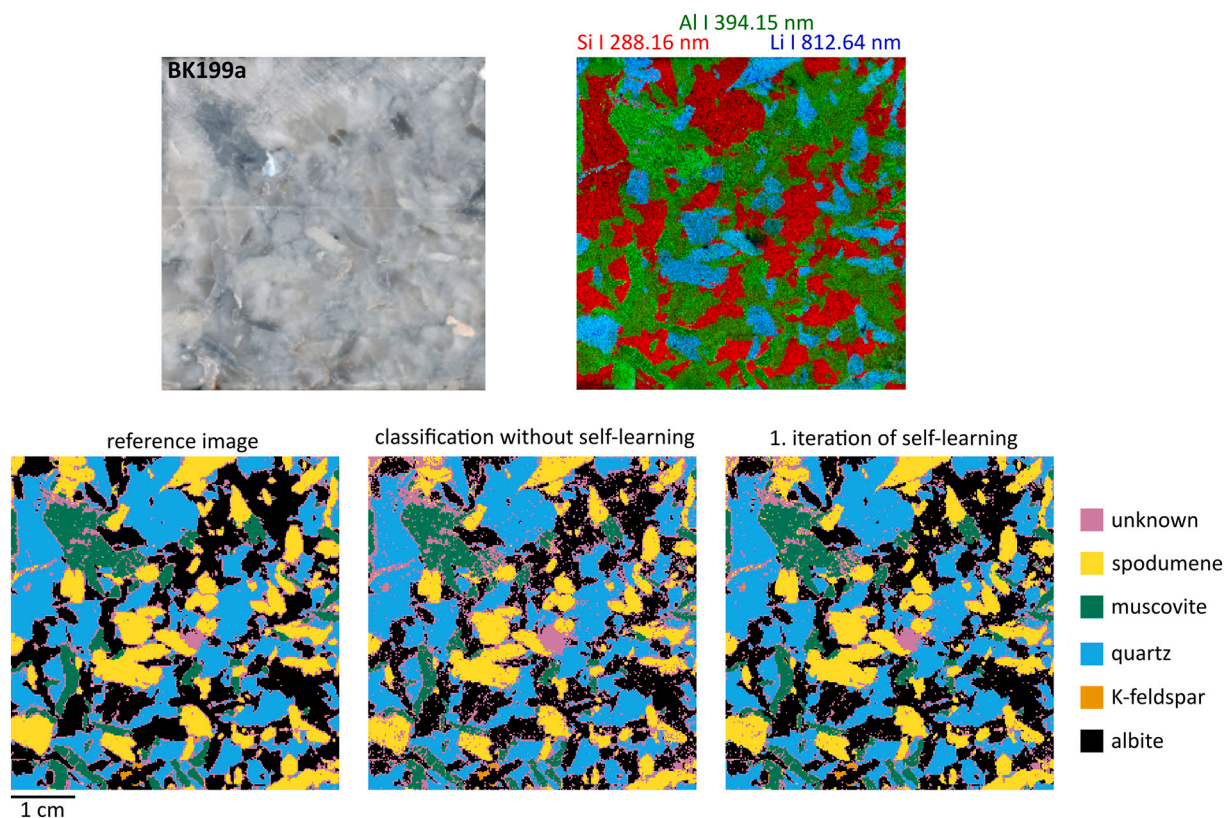 Al I 394.15 nm
Si I 288.16 nm Li I 812.64 nm
BK199a
reference image
classification without self-learning
1. iteration of self-learning
unknown
spodumene
muscovite
quartz
K-feldspar
albite
1 cm